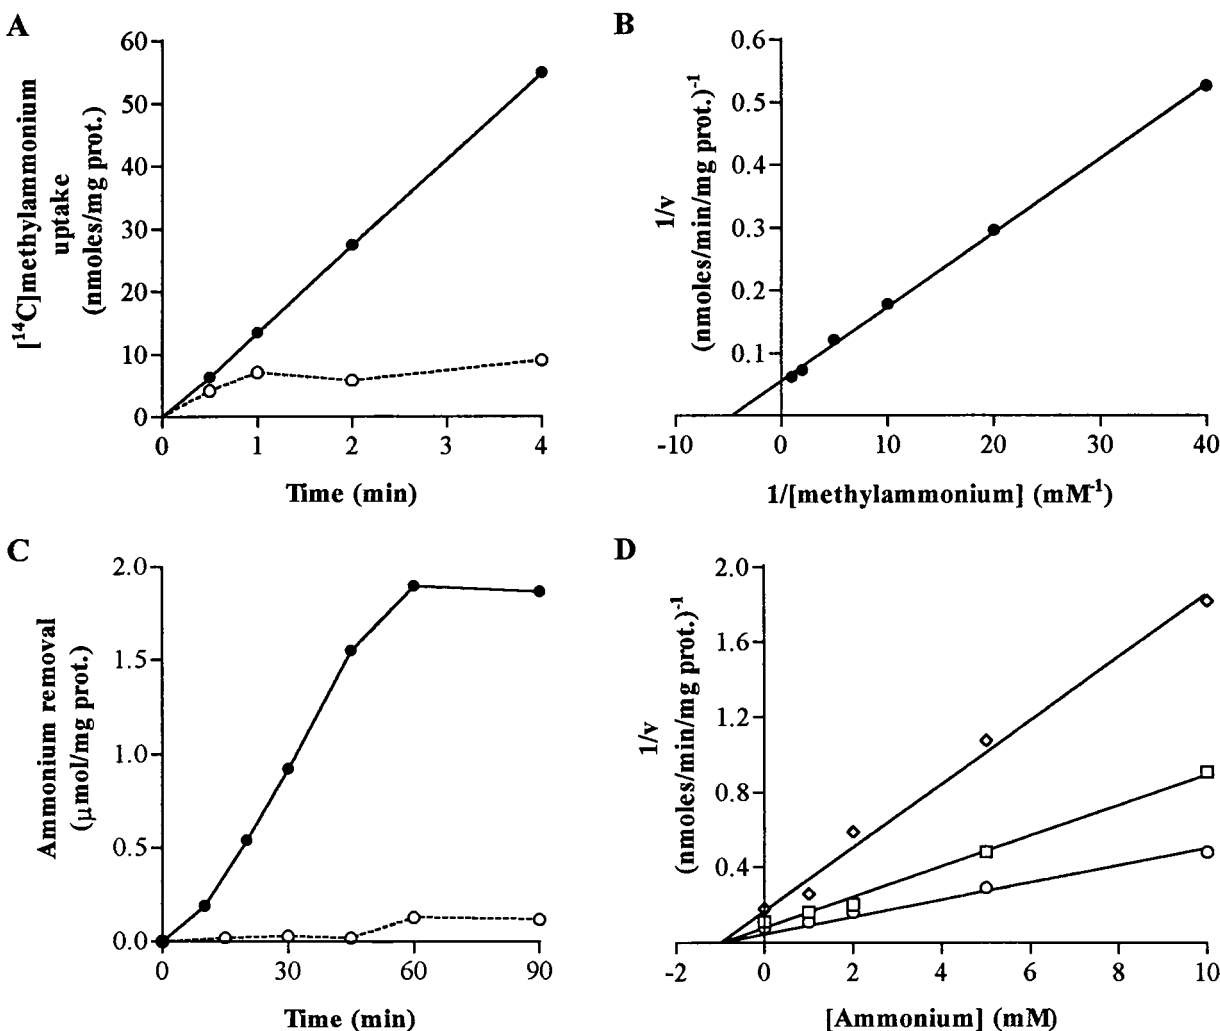 A
[¹⁴C]methylammonium
uptake
(nmoles/mg prot.)
60
50
40
30
20
10
0
0 1 2 3 4
Time (min)
B
1/v
(nmoles/min/mg prot.)⁻¹
0.6
0.5
0.4
0.3
0.2
0.1
-10 0 10 20 30 40
1/[methylammonium] (mM⁻¹)
C
Ammonium removal
(μmol/mg prot.)
2.0
1.5
1.0
0.5
0.0
0 30 60 90
Time (min)
D
1/v
(nmoles/min/mg prot.)⁻¹
2.0
1.6
1.2
0.8
0.4
-2 0 2 4 6 8 10
[Ammonium] (mM)